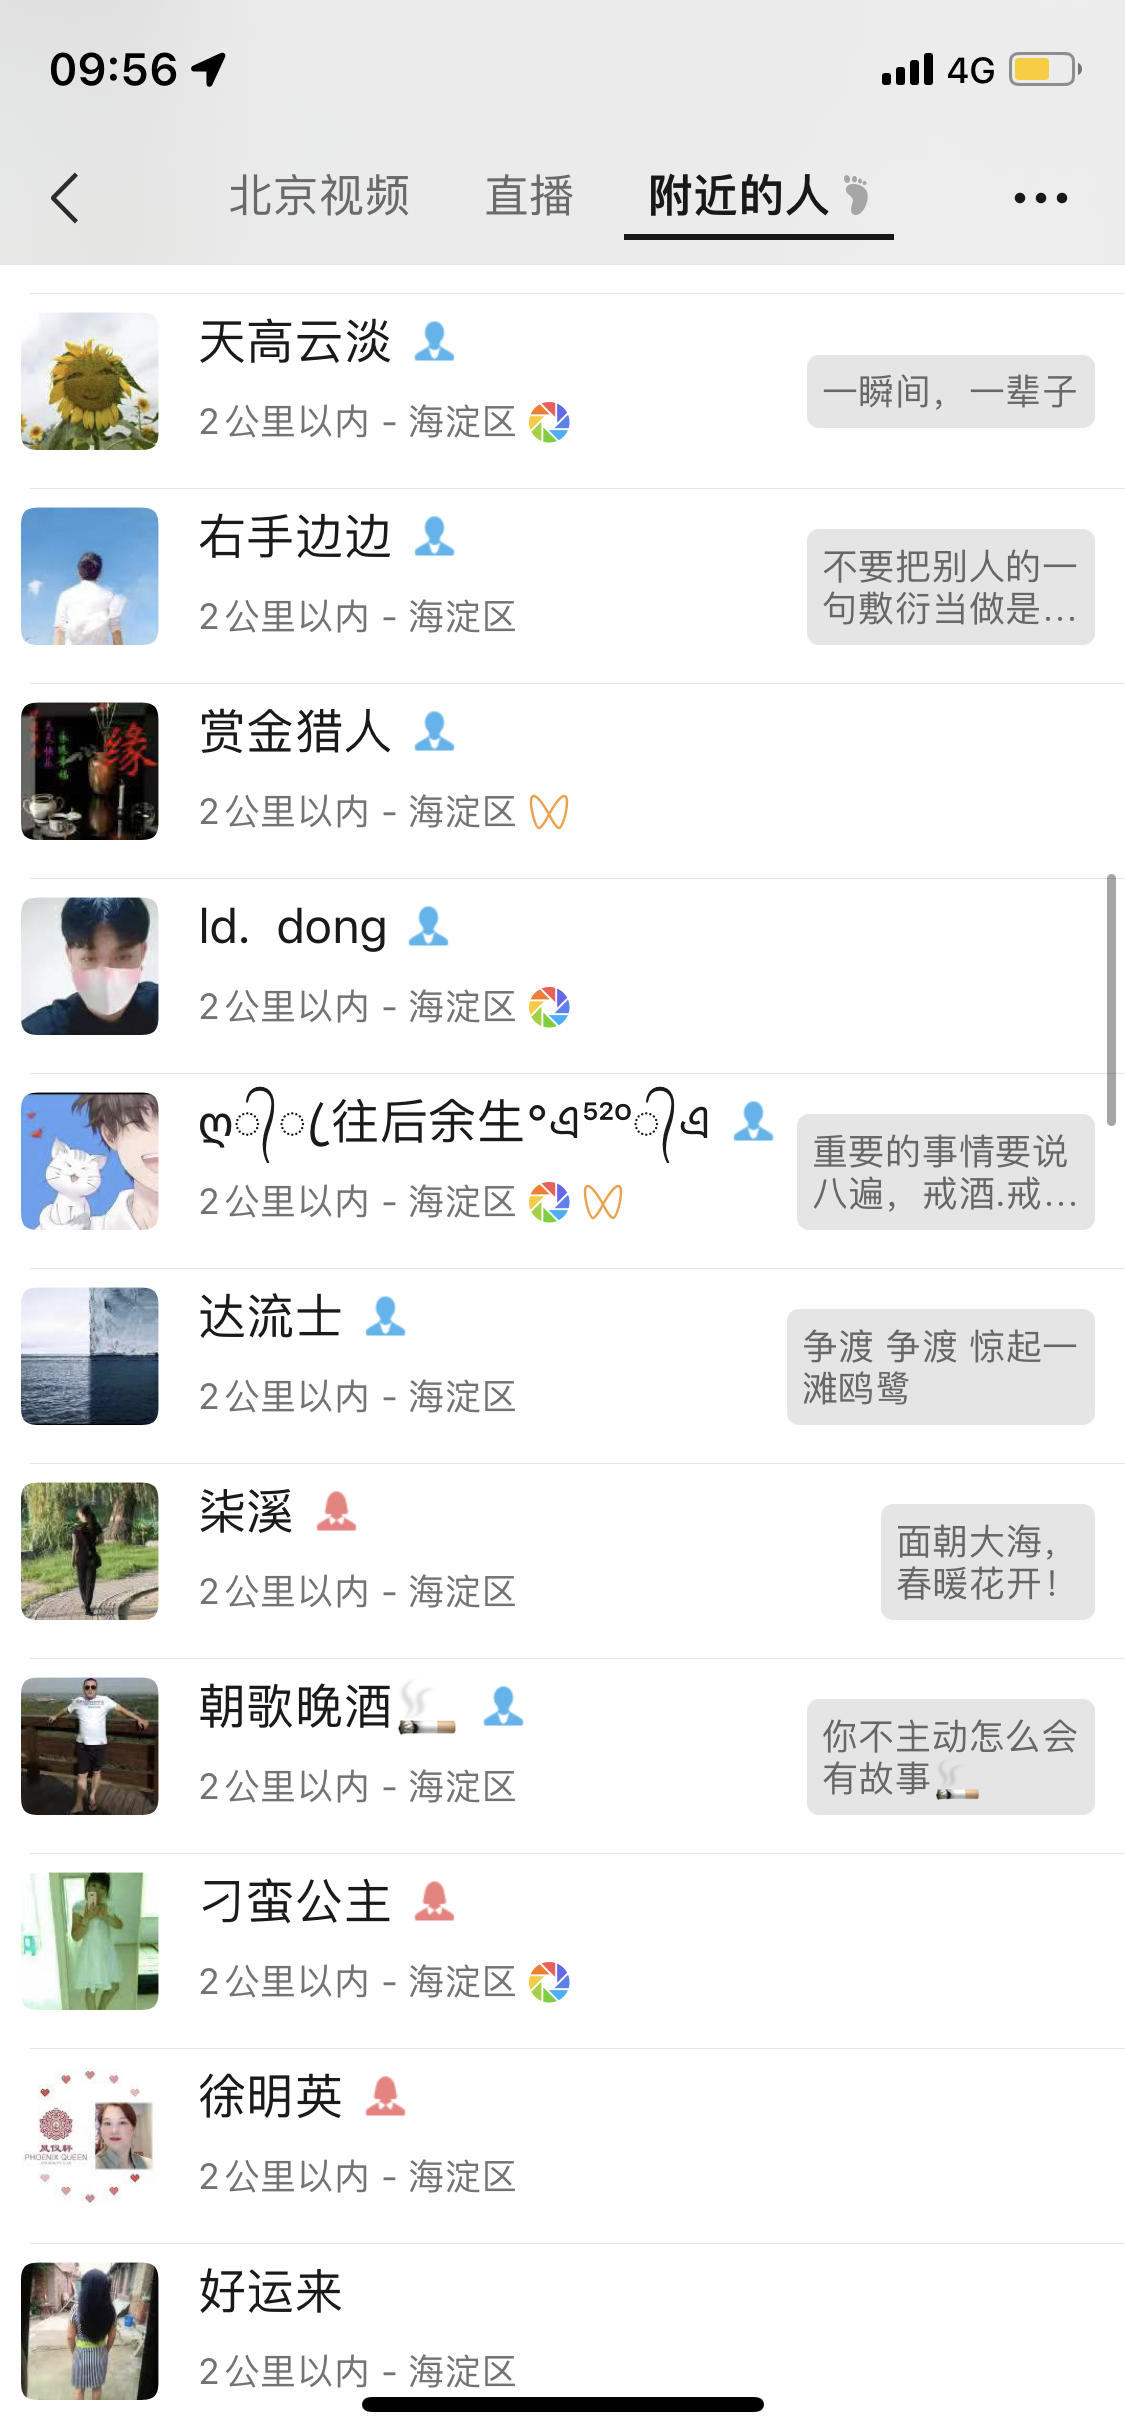 09:56
4G
北京视频 直播 附近的人
天高云淡
2公里以内 - 海淀区
一瞬间，一辈子
右手边边
2公里以内 - 海淀区
不要把别人的一
句敷衍当做是...
赏金猎人
2公里以内 - 海淀区
缘
ld. dong
2公里以内 - 海淀区
ღ᭄ꦿ(往后余生°এ⁵²⁰᭄এ
2公里以内 - 海淀区
重要的事情要说
八遍，戒酒.戒...
达流士
2公里以内 - 海淀区
争渡 争渡 惊起一
滩鸥鹭
柒溪
2公里以内 - 海淀区
面朝大海，
春暖花开！
朝歌晚酒🚬
2公里以内 - 海淀区
你不主动怎么会
有故事🚬
刁蛮公主
2公里以内 - 海淀区
徐明英
2公里以内 - 海淀区
凤仪轩
PHOENIX QUEEN
好运来
2公里以内 - 海淀区